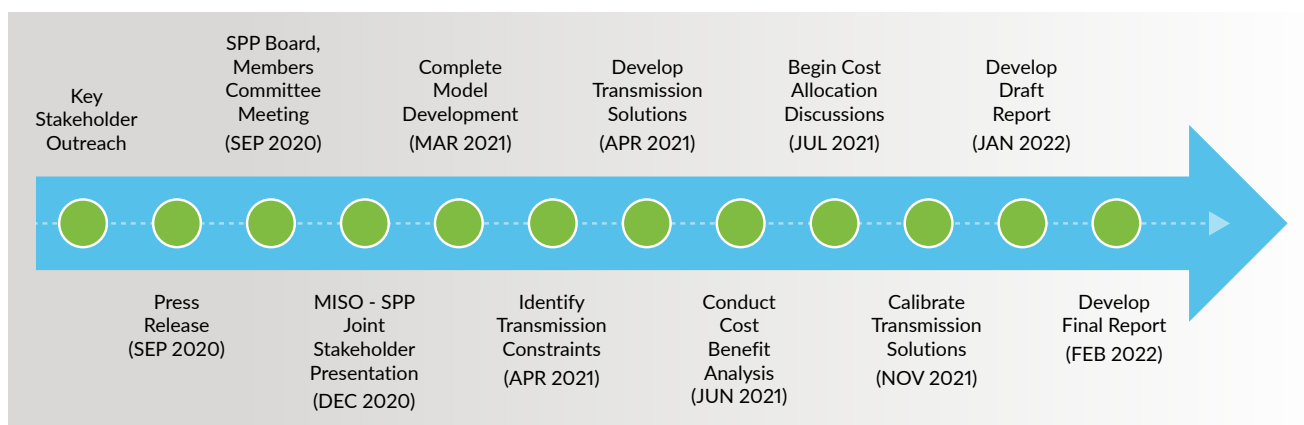 Key
Stakeholder
Outreach
Press
Release
(SEP 2020)
SPP Board,
Members
Committee
Meeting
(SEP 2020)
MISO - SPP
Joint
Stakeholder
Presentation
(DEC 2020)
Complete
Model
Development
(MAR 2021)
Identify
Transmission
Constraints
(APR 2021)
Develop
Transmission
Solutions
(APR 2021)
Conduct
Cost
Benefit
Analysis
(JUN 2021)
Begin Cost
Allocation
Discussions
(JUL 2021)
Calibrate
Transmission
Solutions
(NOV 2021)
Develop
Draft
Report
(JAN 2022)
Develop
Final Report
(FEB 2022)